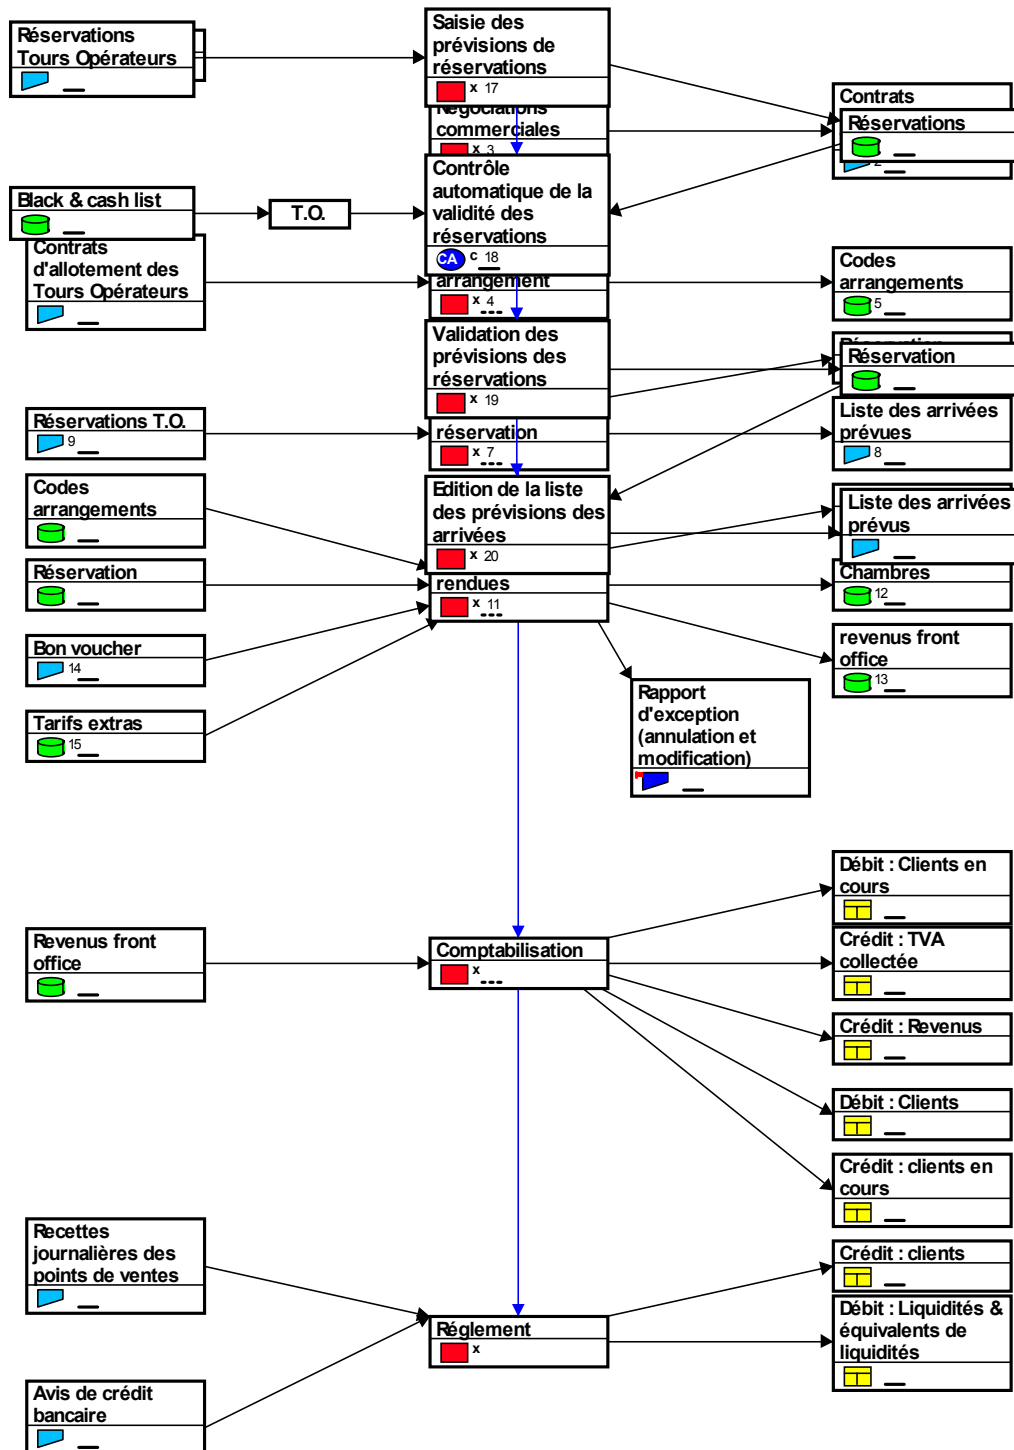 Réservations
Tours Opérateurs
Saisie des
prévisions de
réservations
x 17
Négociations
commerciales
x 3
Contrats
Réservations
2
Black & cash list
T.O.
Contrôle
automatique de la
validité des
réservations
CA c 18
Contrats
d'allotement des
Tours Opérateurs
arrangement
x 4
Codes
arrangements
5
Validation des
prévisions des
réservations
x 19
Réservation
Réservation
Réservations T.O.
9
réservation
x 7
Liste des arrivées
prévues
8
Codes
arrangements
Edition de la liste
des prévisions des
arrivées
x 20
Liste des arrivées
prévus
Réservation
rendues
x 11
Chambres
12
Bon voucher
14
revenus front
office
13
Tarifs extras
15
Rapport
d'exception
(annulation et
modification)
Débit : Clients en
cours
Revenus front
office
Comptabilisation
x
Crédit : TVA
collectée
Crédit : Revenus
Débit : Clients
Crédit : clients en
cours
Recettes
journalières des
points de ventes
Crédit : clients
Réglement
x
Débit : Liquidités &
équivalents de
liquidités
Avis de crédit
bancaire